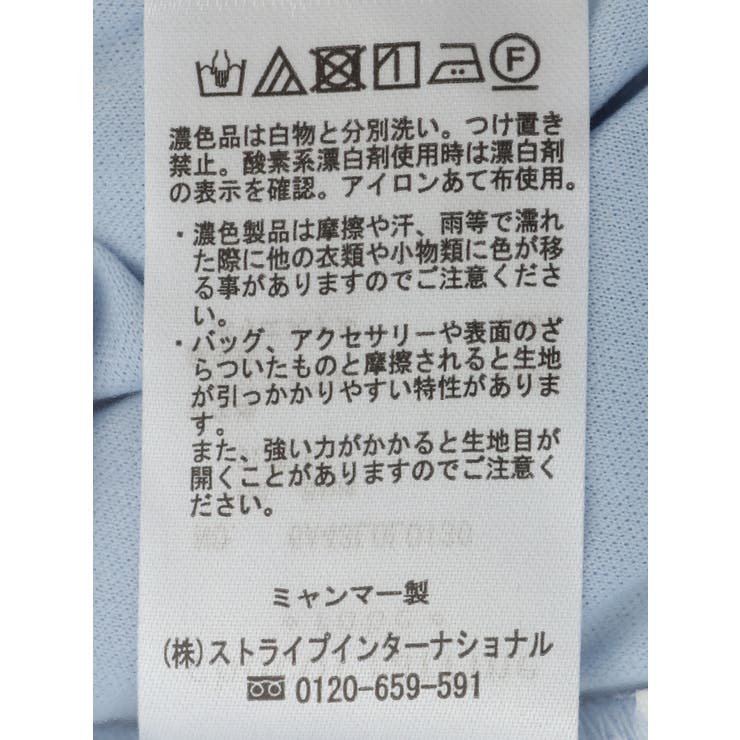 F
濃色品は白物と分別洗い。つけ置き
禁止。酸素系漂白剤使用時は漂白剤
の表示を確認。アイロンあて布使用。
・濃色製品は摩擦や汗、雨等で濡れ
た際に他の衣類や小物類に色が移
る事がありますのでご注意くださ
い。
・バッグ、アクセサリーや表面のざ
らついたものと摩擦されると生地
が引っかかりやすい特性がありま
す。
また、強い力がかかると生地目が
開くことがありますのでご注意く
ださい。
ミャンマー製
(株)ストライプインターナショナル
0120-659-591